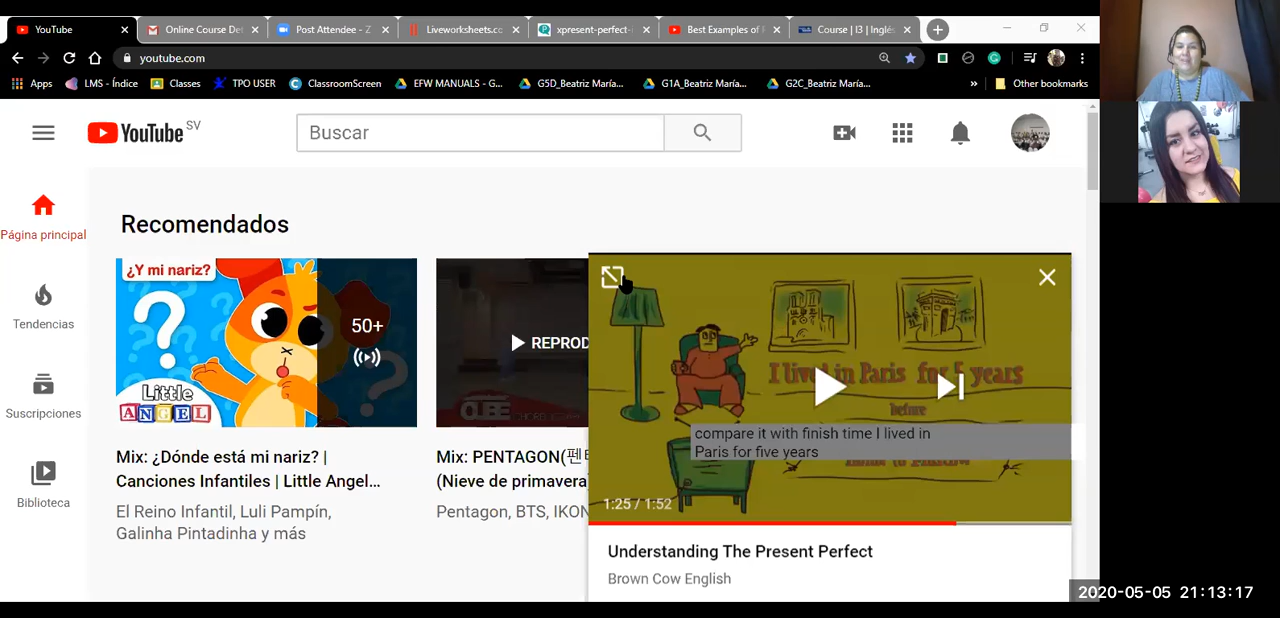 YouTube
Online Course Det
Post Attendee - Z
Liveworksheets.co
xpresent-perfect-
Best Examples of
Course | I3 | Inglé
youtube.com
Apps
LMS - Índice
Classes
TPO USER
ClassroomScreen
EFW MANUALS - G...
G5D_Beatriz María...
G1A_Beatriz María...
G2C_Beatriz María...
»
Other bookmarks
YouTube SV
Buscar
Página principal
Tendencias
Suscripciones
Biblioteca
Recomendados
¿Y mi nariz?
50+
Little
ANGEL
REPROD
Mix: ¿Dónde está mi nariz? |
Canciones Infantiles | Little Angel...
El Reino Infantil, Luli Pampín,
Galinha Pintadinha y más
Mix: PENTAGON(펜
(Nieve de primavera
Pentagon, BTS, IKON
I lived in Paris for 5 years
before
compare it with finish time I lived in
Paris for five years
1:25 / 1:52
Understanding The Present Perfect
Brown Cow English
2020-05-05 21:13:17